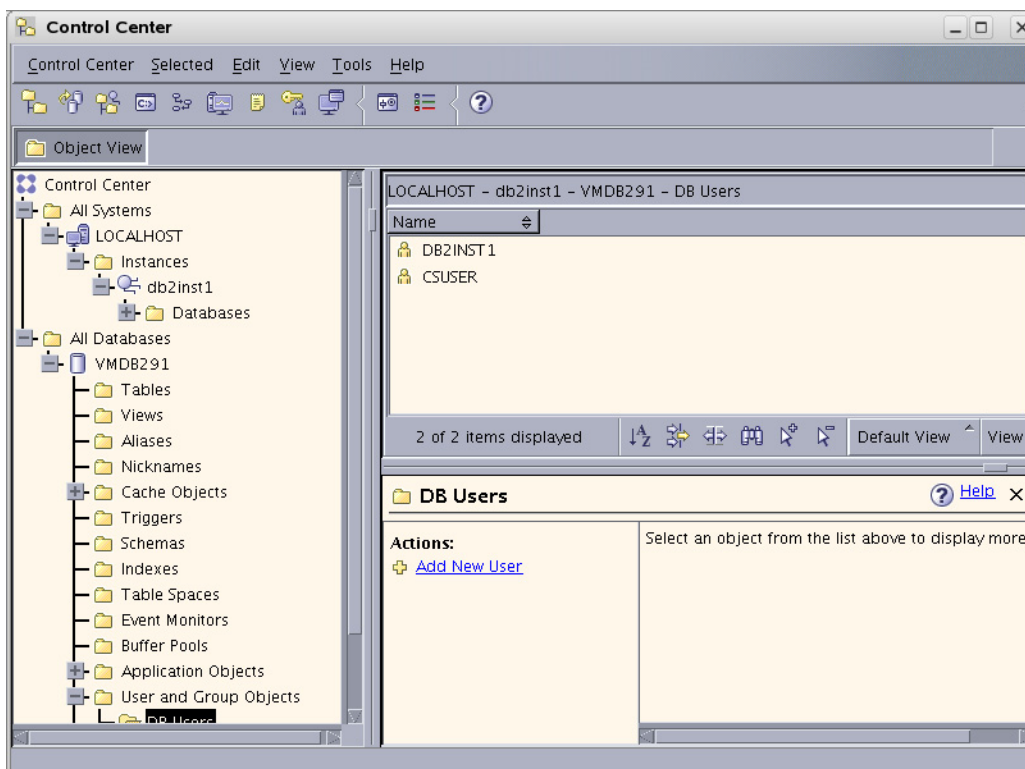 Control Center
Control Center Selected Edit View Tools Help
Object View
Control Center
All Systems
LOCALHOST
Instances
db2inst1
Databases
All Databases
VMDB291
Tables
Views
Aliases
Nicknames
Cache Objects
Triggers
Schemas
Indexes
Table Spaces
Event Monitors
Buffer Pools
Application Objects
User and Group Objects
DB Users
LOCALHOST - db2inst1 - VMDB291 - DB Users
Name
DB2INST1
CSUSER
2 of 2 items displayed
Default View
View
DB Users
Help
Actions:
Add New User
Select an object from the list above to display more